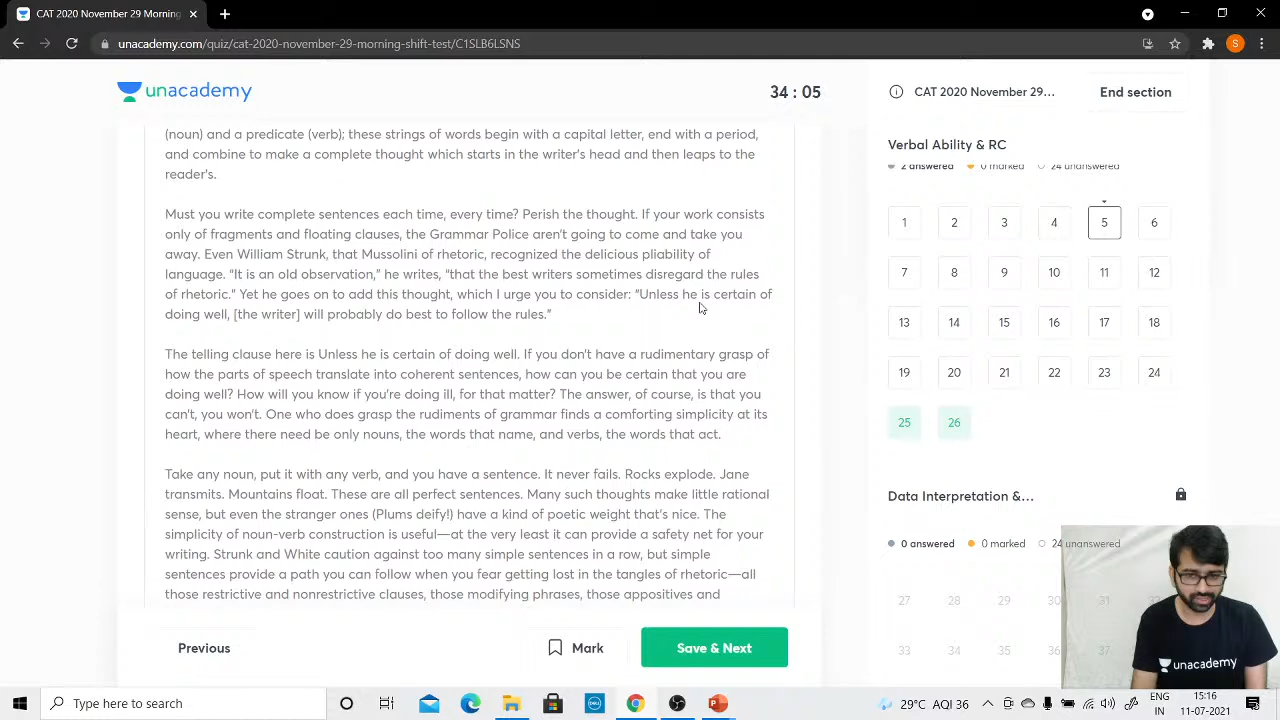 CAT 2020 November 29 Morning
unacademy.com/quiz/cat-2020-november-29-morning-shift-test/C1SLB6LSNS
S
unacademy
34 : 05
CAT 2020 November 29...
End section
(noun) and a predicate (verb); these strings of words begin with a capital letter, end with a period,
and combine to make a complete thought which starts in the writer's head and then leaps to the
reader's.
Must you write complete sentences each time, every time? Perish the thought. If your work consists
only of fragments and floating clauses, the Grammar Police aren't going to come and take you
away. Even William Strunk, that Mussolini of rhetoric, recognized the delicious pliability of
language. “It is an old observation,” he writes, “that the best writers sometimes disregard the rules
of rhetoric.” Yet he goes on to add this thought, which I urge you to consider: “Unless he is certain of
doing well, [the writer] will probably do best to follow the rules.”
The telling clause here is Unless he is certain of doing well. If you don't have a rudimentary grasp of
how the parts of speech translate into coherent sentences, how can you be certain that you are
doing well? How will you know if you're doing ill, for that matter? The answer, of course, is that you
can't, you won't. One who does grasp the rudiments of grammar finds a comforting simplicity at its
heart, where there need be only nouns, the words that name, and verbs, the words that act.
Take any noun, put it with any verb, and you have a sentence. It never fails. Rocks explode. Jane
transmits. Mountains float. These are all perfect sentences. Many such thoughts make little rational
sense, but even the stranger ones (Plums deify!) have a kind of poetic weight that's nice. The
simplicity of noun-verb construction is useful—at the very least it can provide a safety net for your
writing. Strunk and White caution against too many simple sentences in a row, but simple
sentences provide a path you can follow when you fear getting lost in the tangles of rhetoric—all
those restrictive and nonrestrictive clauses, those modifying phrases, those appositives and
Previous
Mark
Save & Next
Verbal Ability & RC
2 answered 0 marked 24 unanswered
1 2 3 4 5 6
7 8 9 10 11 12
13 14 15 16 17 18
19 20 21 22 23 24
25 26
Data Interpretation &...
0 answered 0 marked 24 unanswered
27 28 29 30 31
33 34 35 36 37
unacademy
Type here to search
DELL
29°C AQI 36
ENG
IN
15:16
11-07-2021